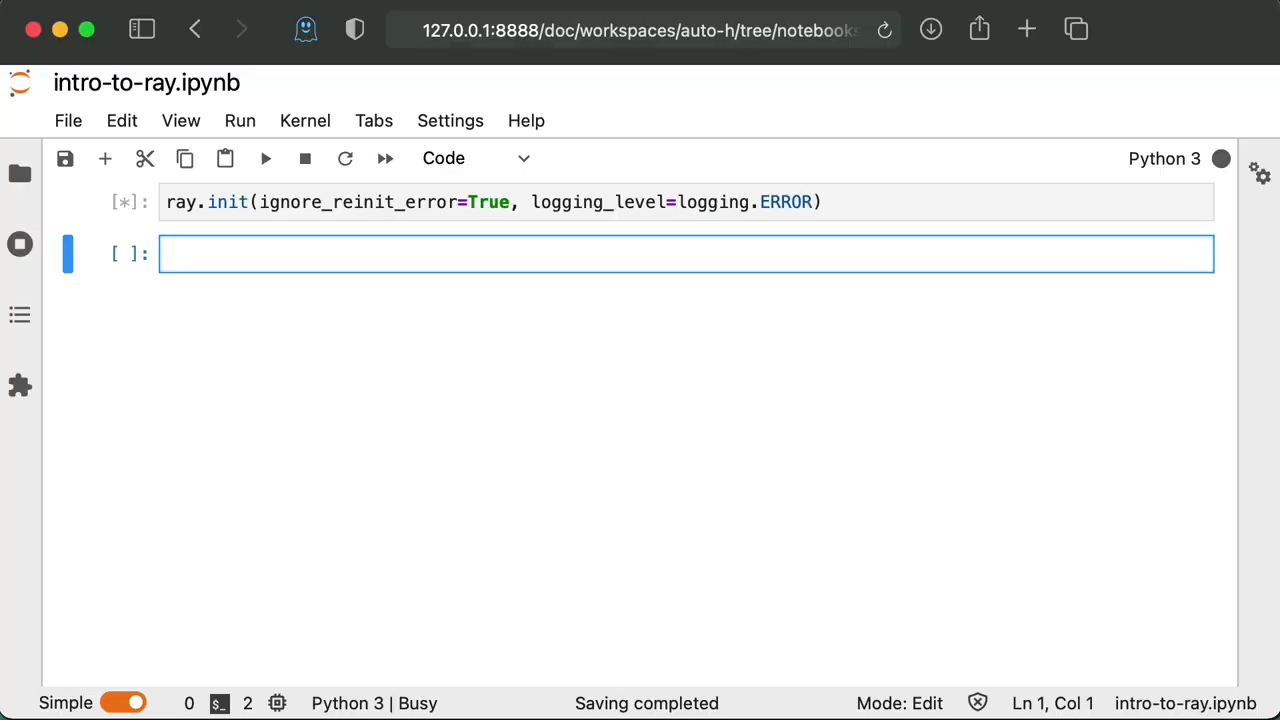 127.0.0.1:8888/doc/workspaces/auto-h/tree/notebooks
intro-to-ray.ipynb
File Edit View Run Kernel Tabs Settings Help
Code Python 3
[*]: ray.init(ignore_reinit_error=True, logging_level=logging.ERROR)
[ ]:
Simple 0 $_ 2 Python 3 | Busy Saving completed Mode: Edit Ln 1, Col 1 intro-to-ray.ipynb